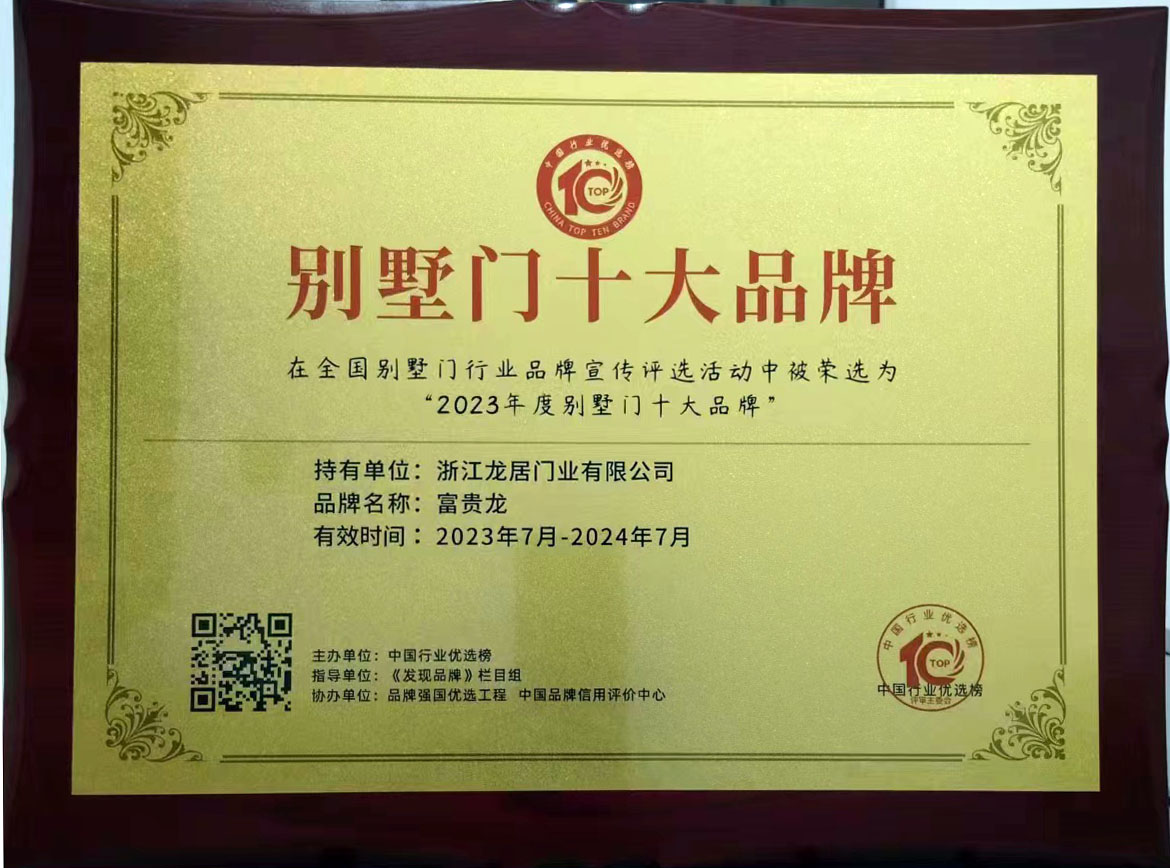 中国行业优选榜
TOP
CHINA TOP TEN BRAND
别墅门十大品牌
在全国别墅门行业品牌宣传评选活动中被荣选为
“2023年度别墅门十大品牌”
持有单位：浙江龙居门业有限公司
品牌名称：富贵龙
有效时间：2023年7月-2024年7月
主办单位：中国行业优选榜
指导单位：《发现品牌》栏目组
协办单位：品牌强国优选工程 中国品牌信用评价中心
中国行业优选榜
TOP
中国行业优选榜
评审主委会